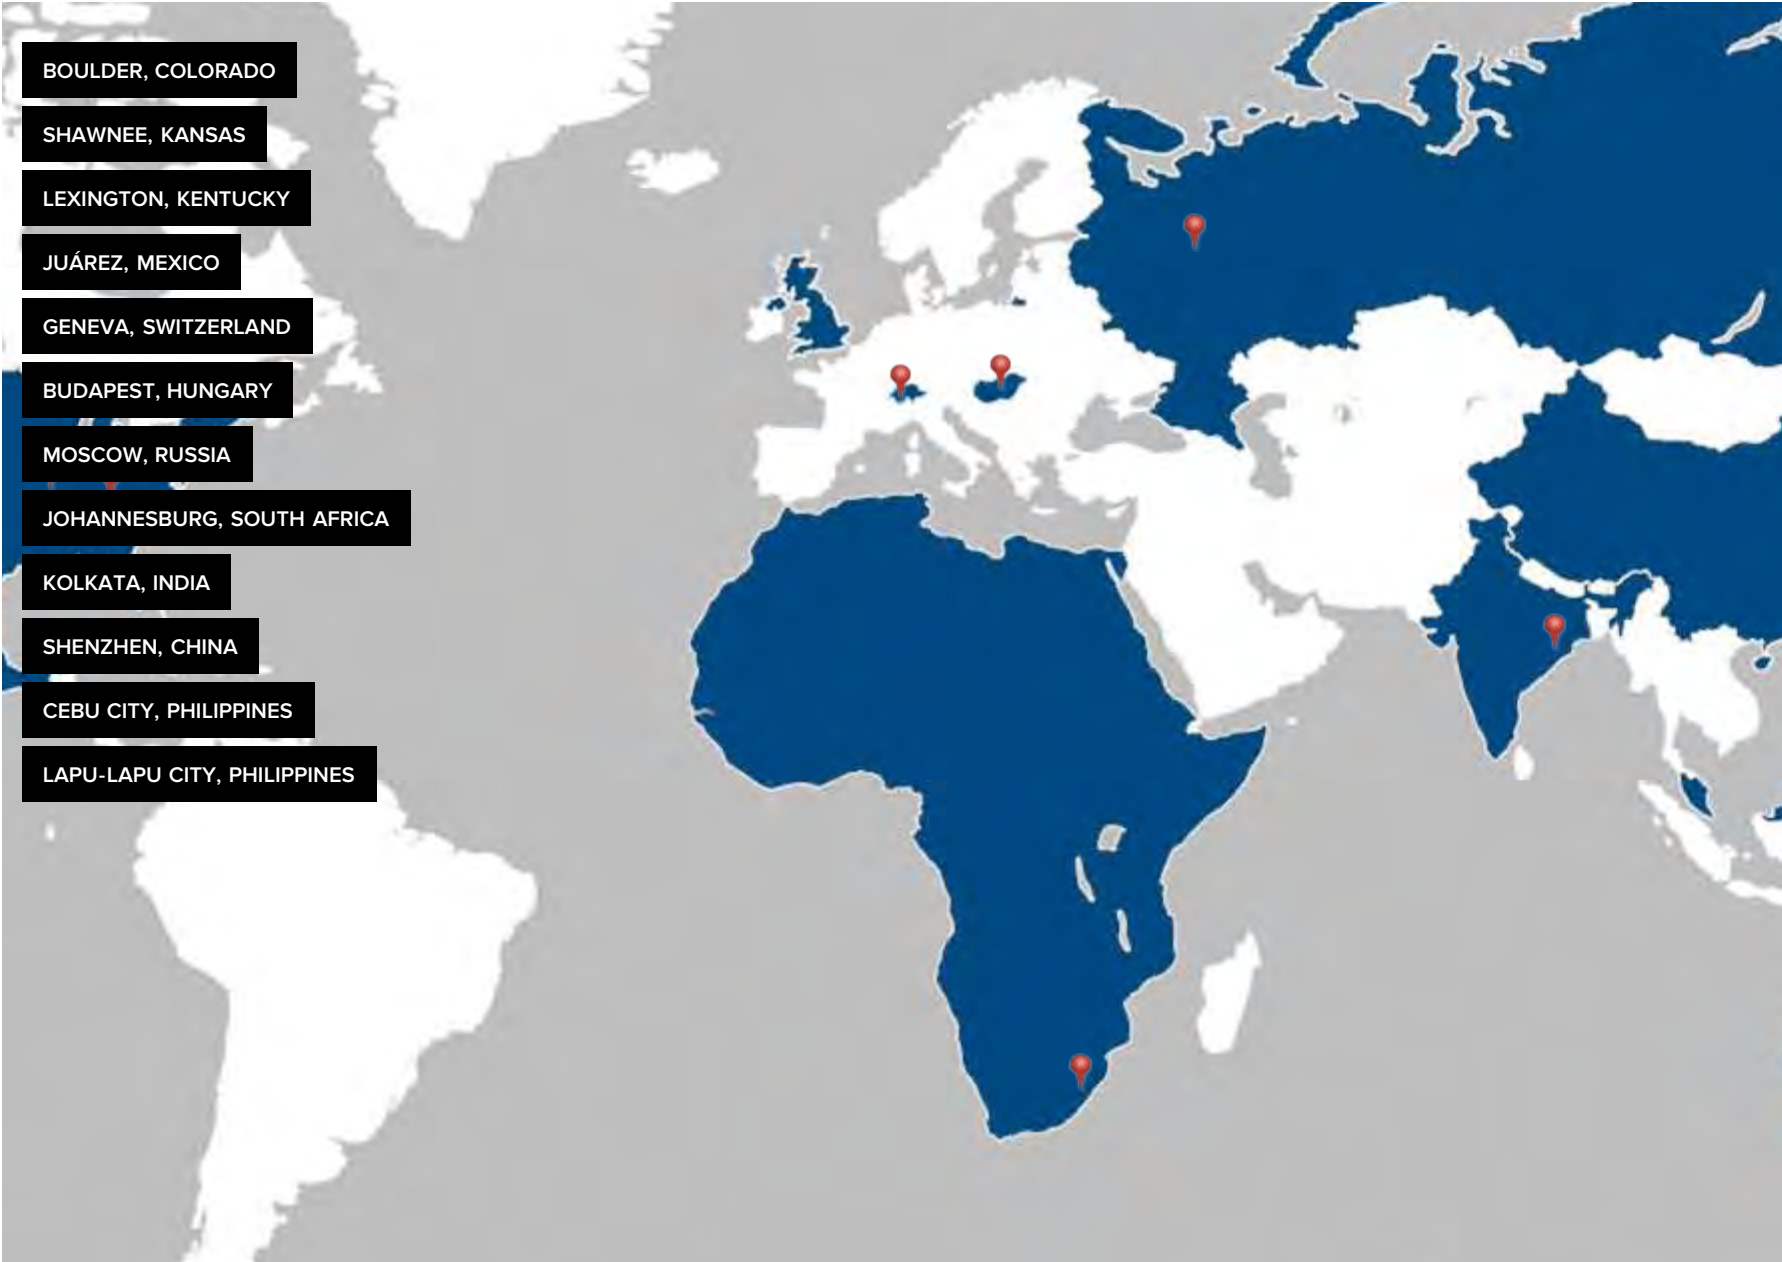 BOULDER, COLORADO
SHAWNEE, KANSAS
LEXINGTON, KENTUCKY
JUÁREZ, MEXICO
GENEVA, SWITZERLAND
BUDAPEST, HUNGARY
MOSCOW, RUSSIA
JOHANNESBURG, SOUTH AFRICA
KOLKATA, INDIA
SHENZHEN, CHINA
CEBU CITY, PHILIPPINES
LAPU-LAPU CITY, PHILIPPINES